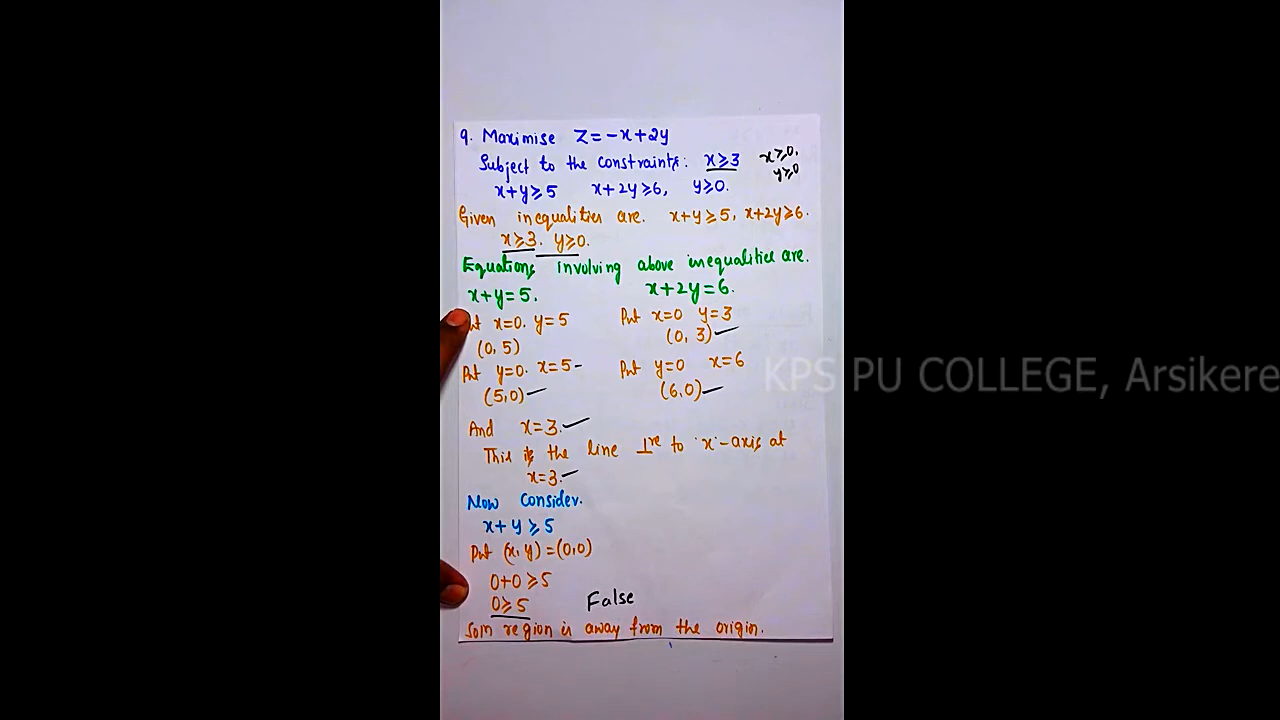 9. Maximise Z=-x+2y
Subject to the constraints: x≥3 x≥0,
y≥0
x+y≥5 x+2y≥6, y≥0.
Given inequalities are. x+y≥5, x+2y≥6.
x≥3. y≥0.
Equations involving above inequalities are.
x+y=5. x+2y=6.
Put x=0. y=5 Put x=0 y=3
(0, 5) (0, 3)
Put y=0. x=5 Put y=0 x=6
(5,0) (6,0)
And x=3.
This is the line ⊥re to 'x'-axis at
x=3.
Now Consider.
x+y≥5
Put (x,y)=(0,0)
0+0≥5
0≥5 False
Soln region is away from the origin.
KPS PU COLLEGE, Arsikere